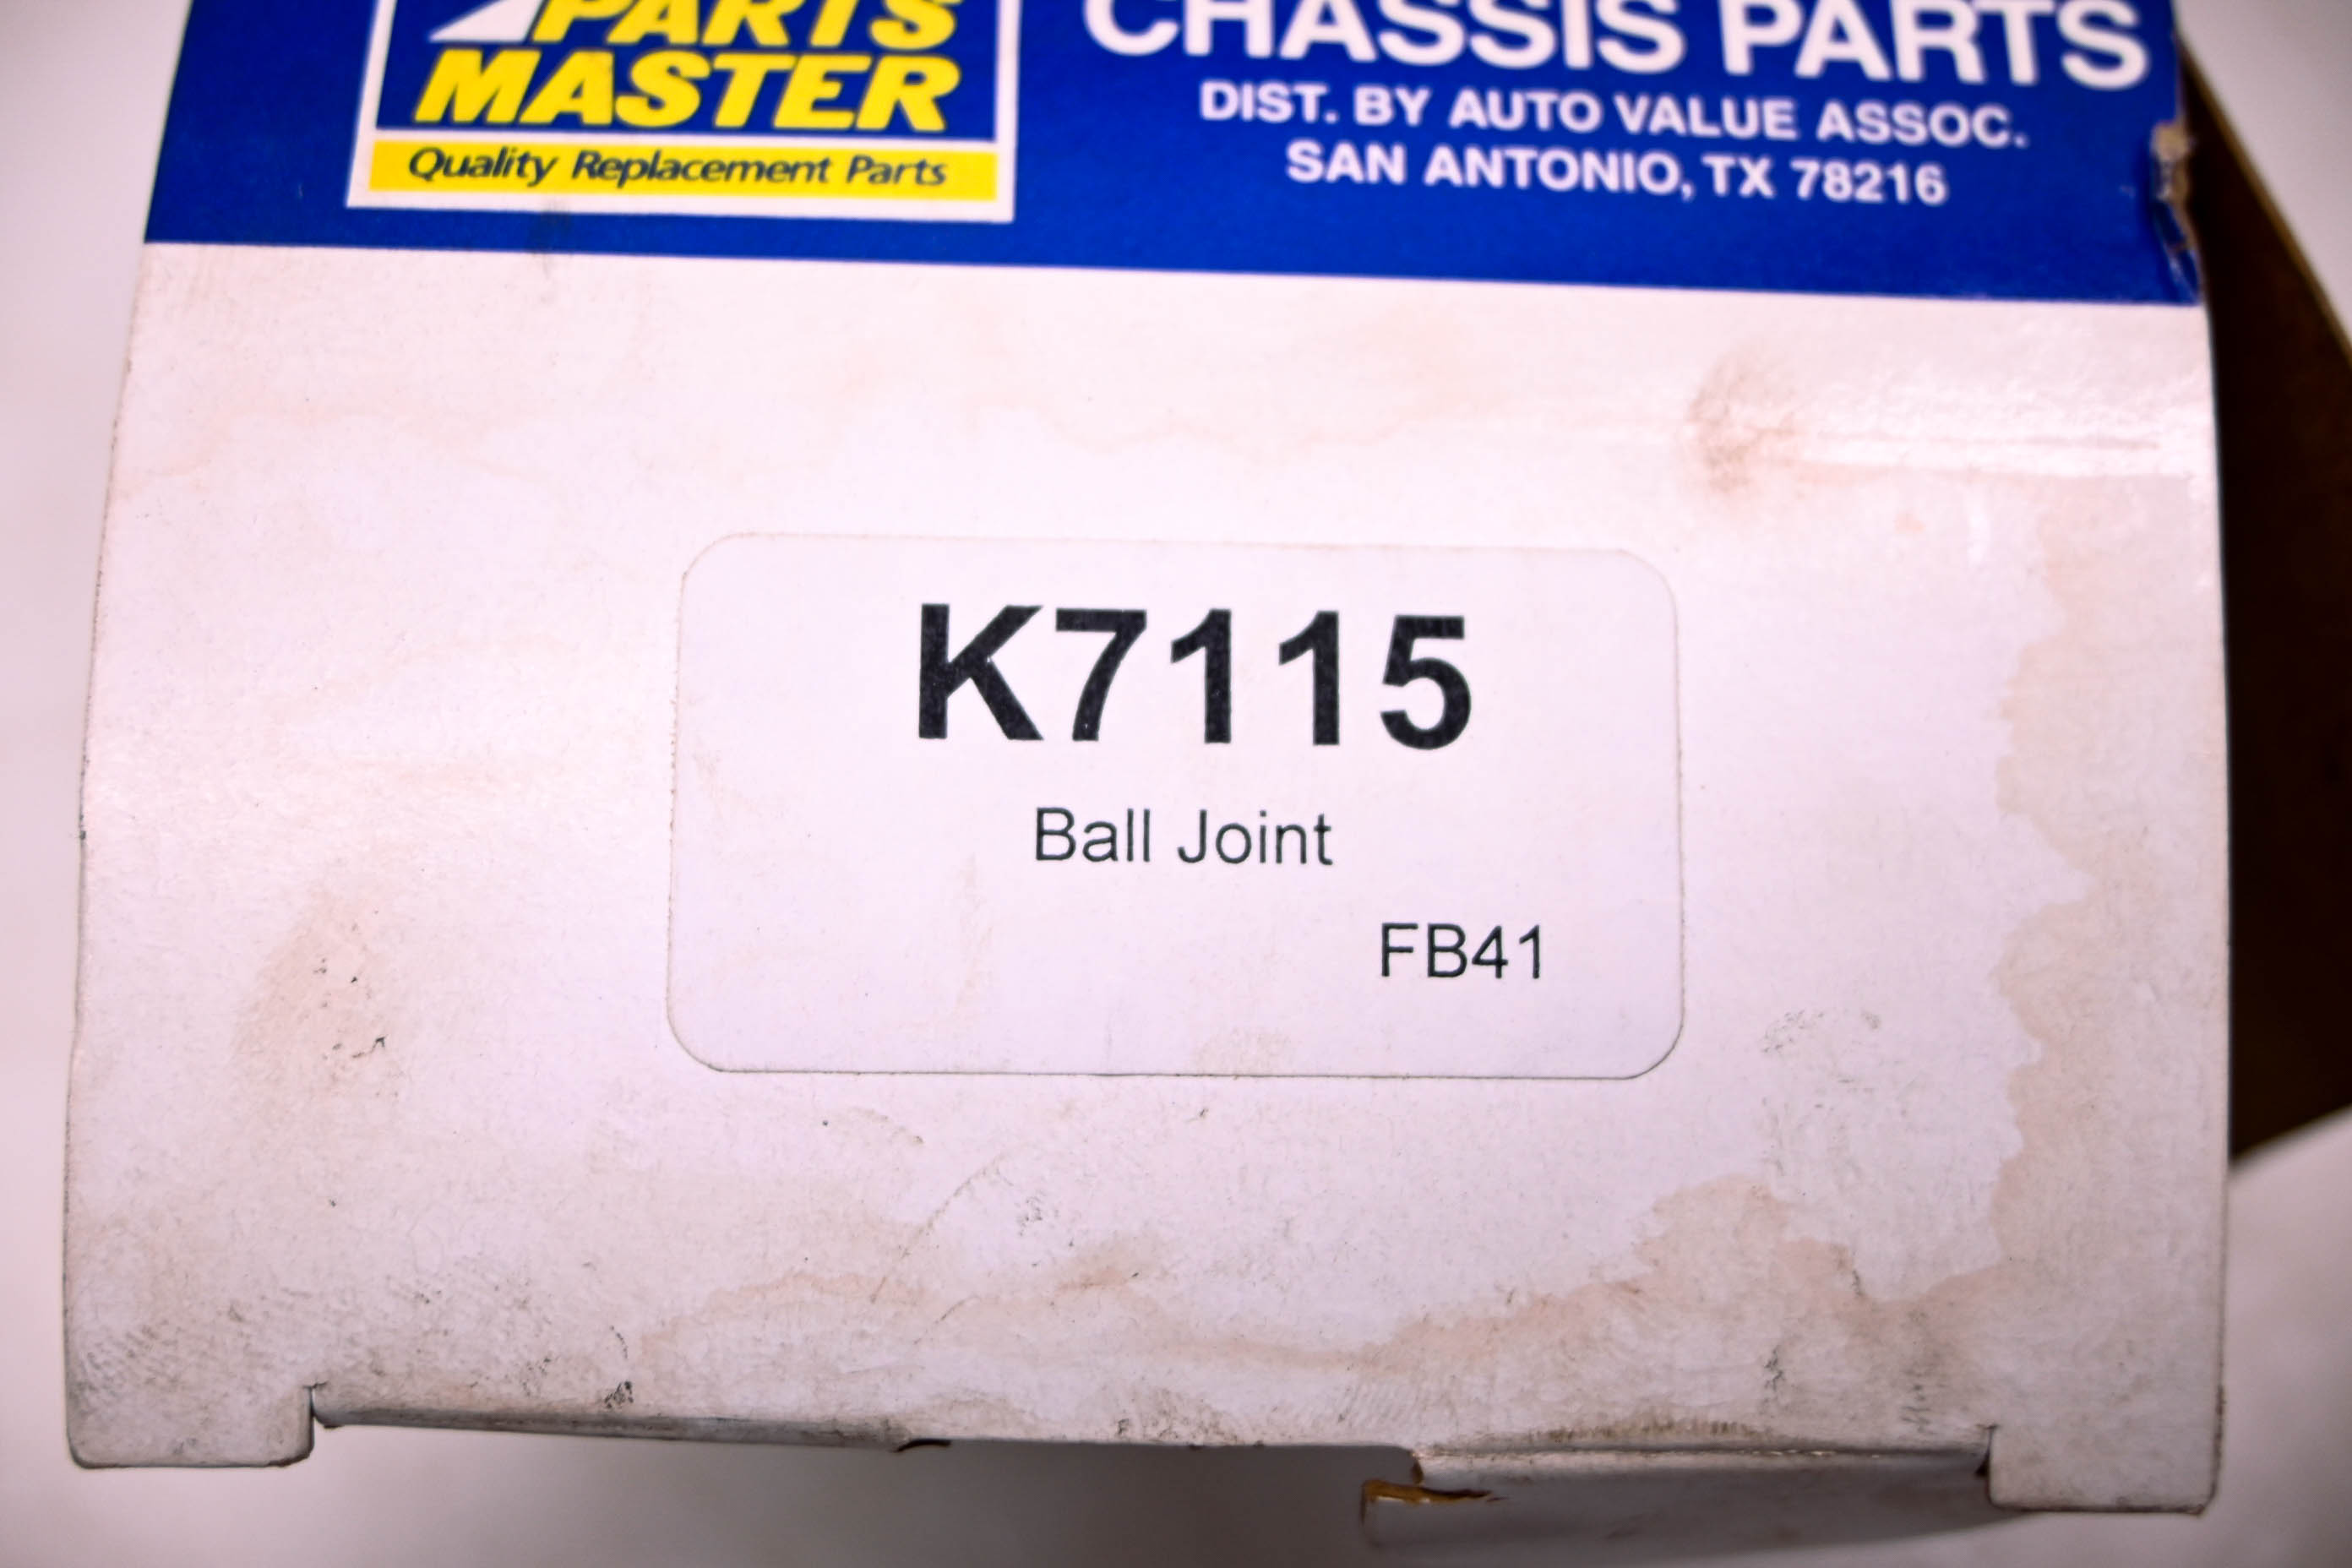 PARTS
MASTER
Quality Replacement Parts
CHASSIS PARTS
DIST. BY AUTO VALUE ASSOC.
SAN ANTONIO, TX 78216
K7115
Ball Joint
FB41